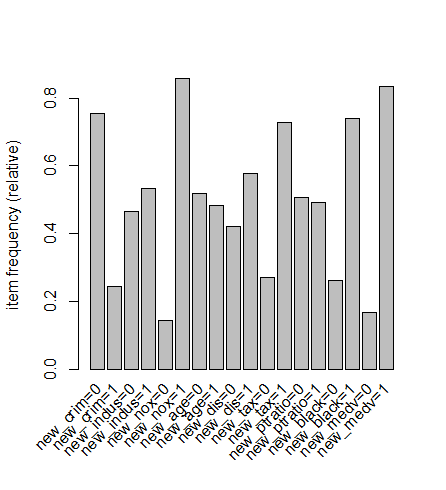 item frequency (relative)
0.8
0.6
0.4
0.2
0.0
new_crim=0
new_crim=1
new_indus=0
new_indus=1
new_nox=0
new_nox=1
new_age=0
new_age=1
new_dis=0
new_dis=1
new_tax=0
new_tax=1
new_ptratio=0
new_ptratio=1
new_black=0
new_black=1
new_medv=0
new_medv=1